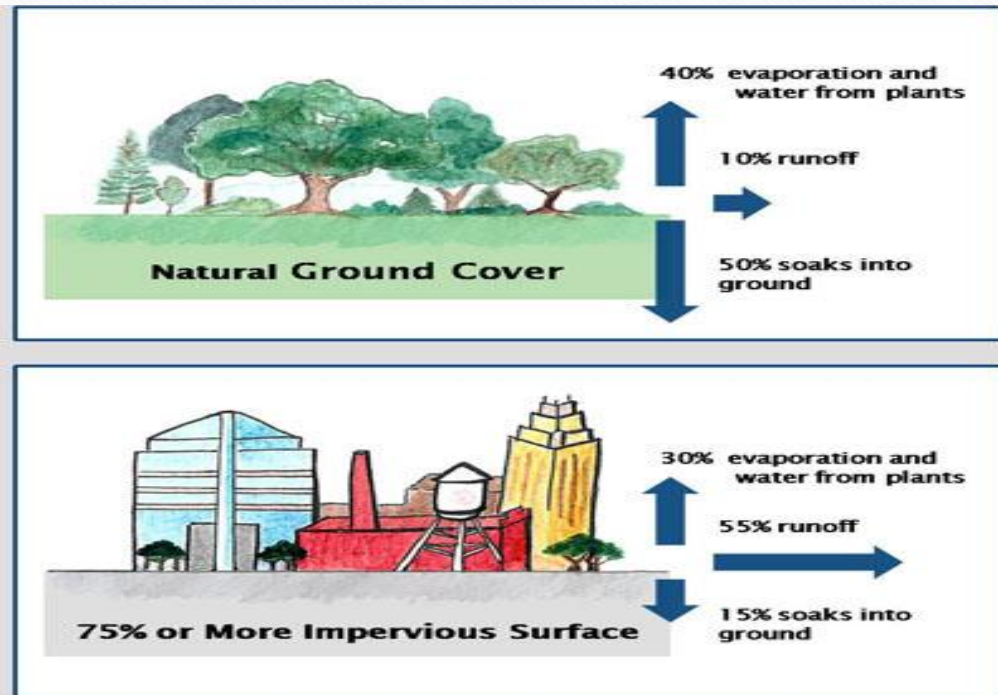 40% evaporation and
water from plants
10% runoff
50% soaks into
ground
Natural Ground Cover
30% evaporation and
water from plants
55% runoff
15% soaks into
ground
75% or More Impervious Surface